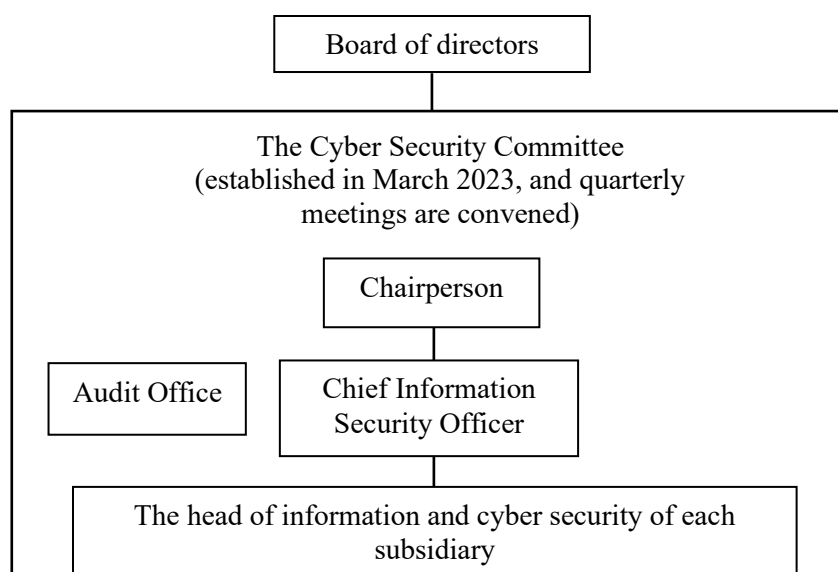 Board of directors
The Cyber Security Committee
(established in March 2023, and quarterly
meetings are convened)
Chairperson
Audit Office
Chief Information
Security Officer
The head of information and cyber security of each
subsidiary